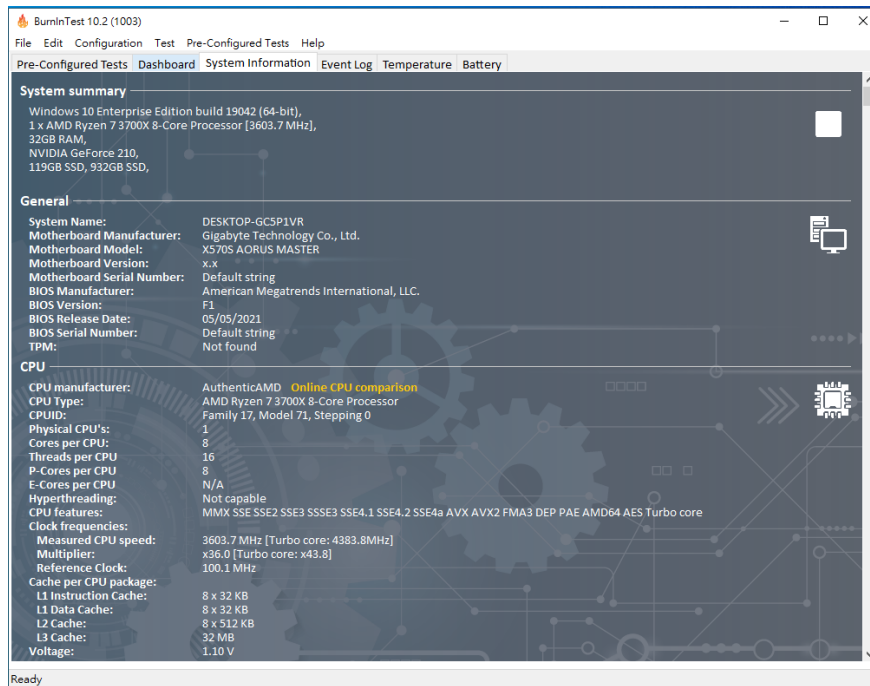 BurnInTest 10.2 (1003)
File Edit Configuration Test Pre-Configured Tests Help
Pre-Configured Tests Dashboard System Information Event Log Temperature Battery
System summary
Windows 10 Enterprise Edition build 19042 (64-bit),
1 x AMD Ryzen 7 3700X 8-Core Processor [3603.7 MHz],
32GB RAM,
NVIDIA GeForce 210,
119GB SSD, 932GB SSD,
General
System Name: DESKTOP-GC5P1VR
Motherboard Manufacturer: Gigabyte Technology Co., Ltd.
Motherboard Model: X570S AORUS MASTER
Motherboard Version: x.x
Motherboard Serial Number: Default string
BIOS Manufacturer: American Megatrends International, LLC.
BIOS Version: F1
BIOS Release Date: 05/05/2021
BIOS Serial Number: Default string
TPM: Not found
CPU
CPU manufacturer: AuthenticAMD Online CPU comparison
CPU Type: AMD Ryzen 7 3700X 8-Core Processor
CPUID: Family 17, Model 71, Stepping 0
Physical CPU's: 1
Cores per CPU: 8
Threads per CPU 16
P-Cores per CPU 8
E-Cores per CPU N/A
Hyperthreading: Not capable
CPU features: MMX SSE SSE2 SSE3 SSSE3 SSE4.1 SSE4.2 SSE4a AVX AVX2 FMA3 DEP PAE AMD64 AES Turbo core
Clock frequencies:
Measured CPU speed: 3603.7 MHz [Turbo core: 4383.8MHz]
Multiplier: x36.0 [Turbo core: x43.8]
Reference Clock: 100.1 MHz
Cache per CPU package:
L1 Instruction Cache: 8 x 32 KB
L1 Data Cache: 8 x 32 KB
L2 Cache: 8 x 512 KB
L3 Cache: 32 MB
Voltage: 1.10 V
Ready